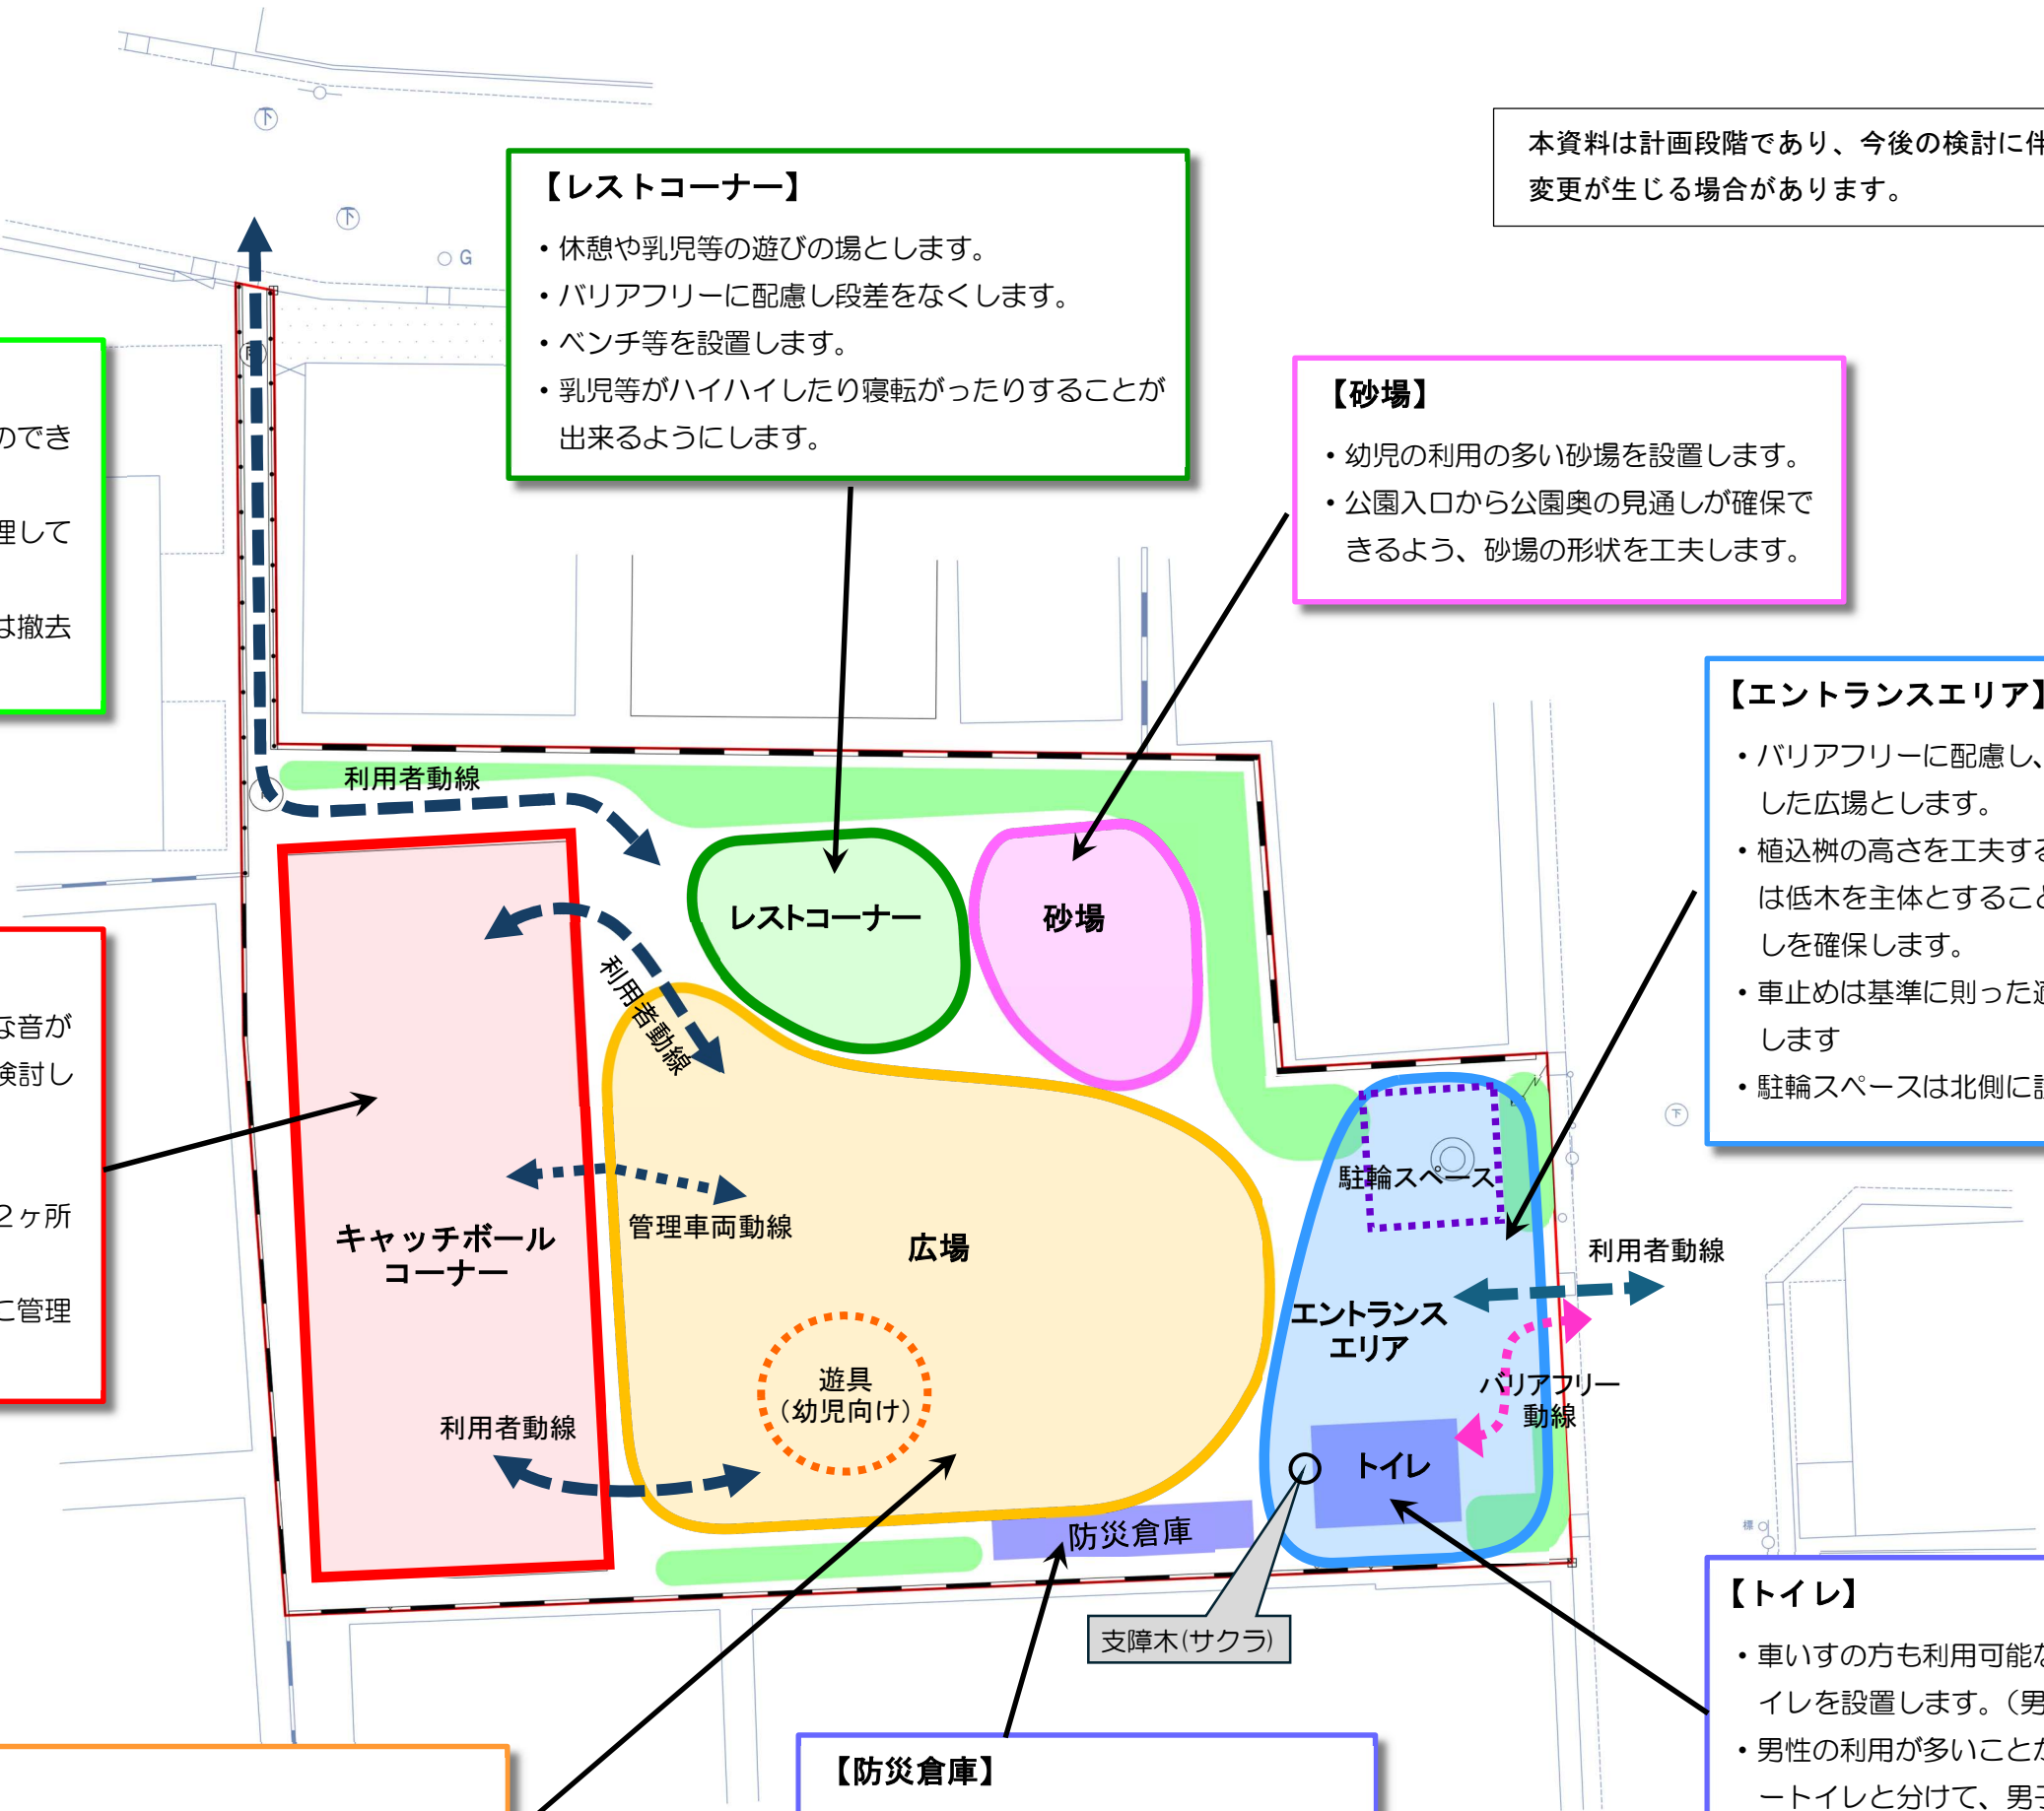 本資料は計画段階であり、今後の検討に伴
変更が生じる場合があります。
【レストコーナー】
・休憩や乳児等の遊びの場とします。
・バリアフリーに配慮し段差をなくします。
・ベンチ等を設置します。
・乳児等がハイハイしたり寝転がったりすることが
出来るようにします。
下
下
G
のでき
理して
は撤去
【砂場】
・幼児の利用の多い砂場を設置します。
・公園入口から公園奥の見通しが確保で
きるよう、砂場の形状を工夫します。
【エントランスエリア】
・バリアフリーに配慮し、
した広場とします。
・植込桝の高さを工夫する
は低木を主体とすること
しを確保します。
・車止めは基準に則った適
します
・駐輪スペースは北側に設
利用者動線
レストコーナー
砂場
利用者動線
な音が
検討し
2ヶ所
に管理
駐輪スペース
下
管理車両動線
キャッチボール
コーナー
広場
利用者動線
エントランス
エリア
遊具
（幼児向け）
バリアフリー
動線
利用者動線
トイレ
防災倉庫
標
支障木(サクラ)
【トイレ】
・車いすの方も利用可能な
イレを設置します。（男
・男性の利用が多いことか
ートイレと分けて、男子
【防災倉庫】